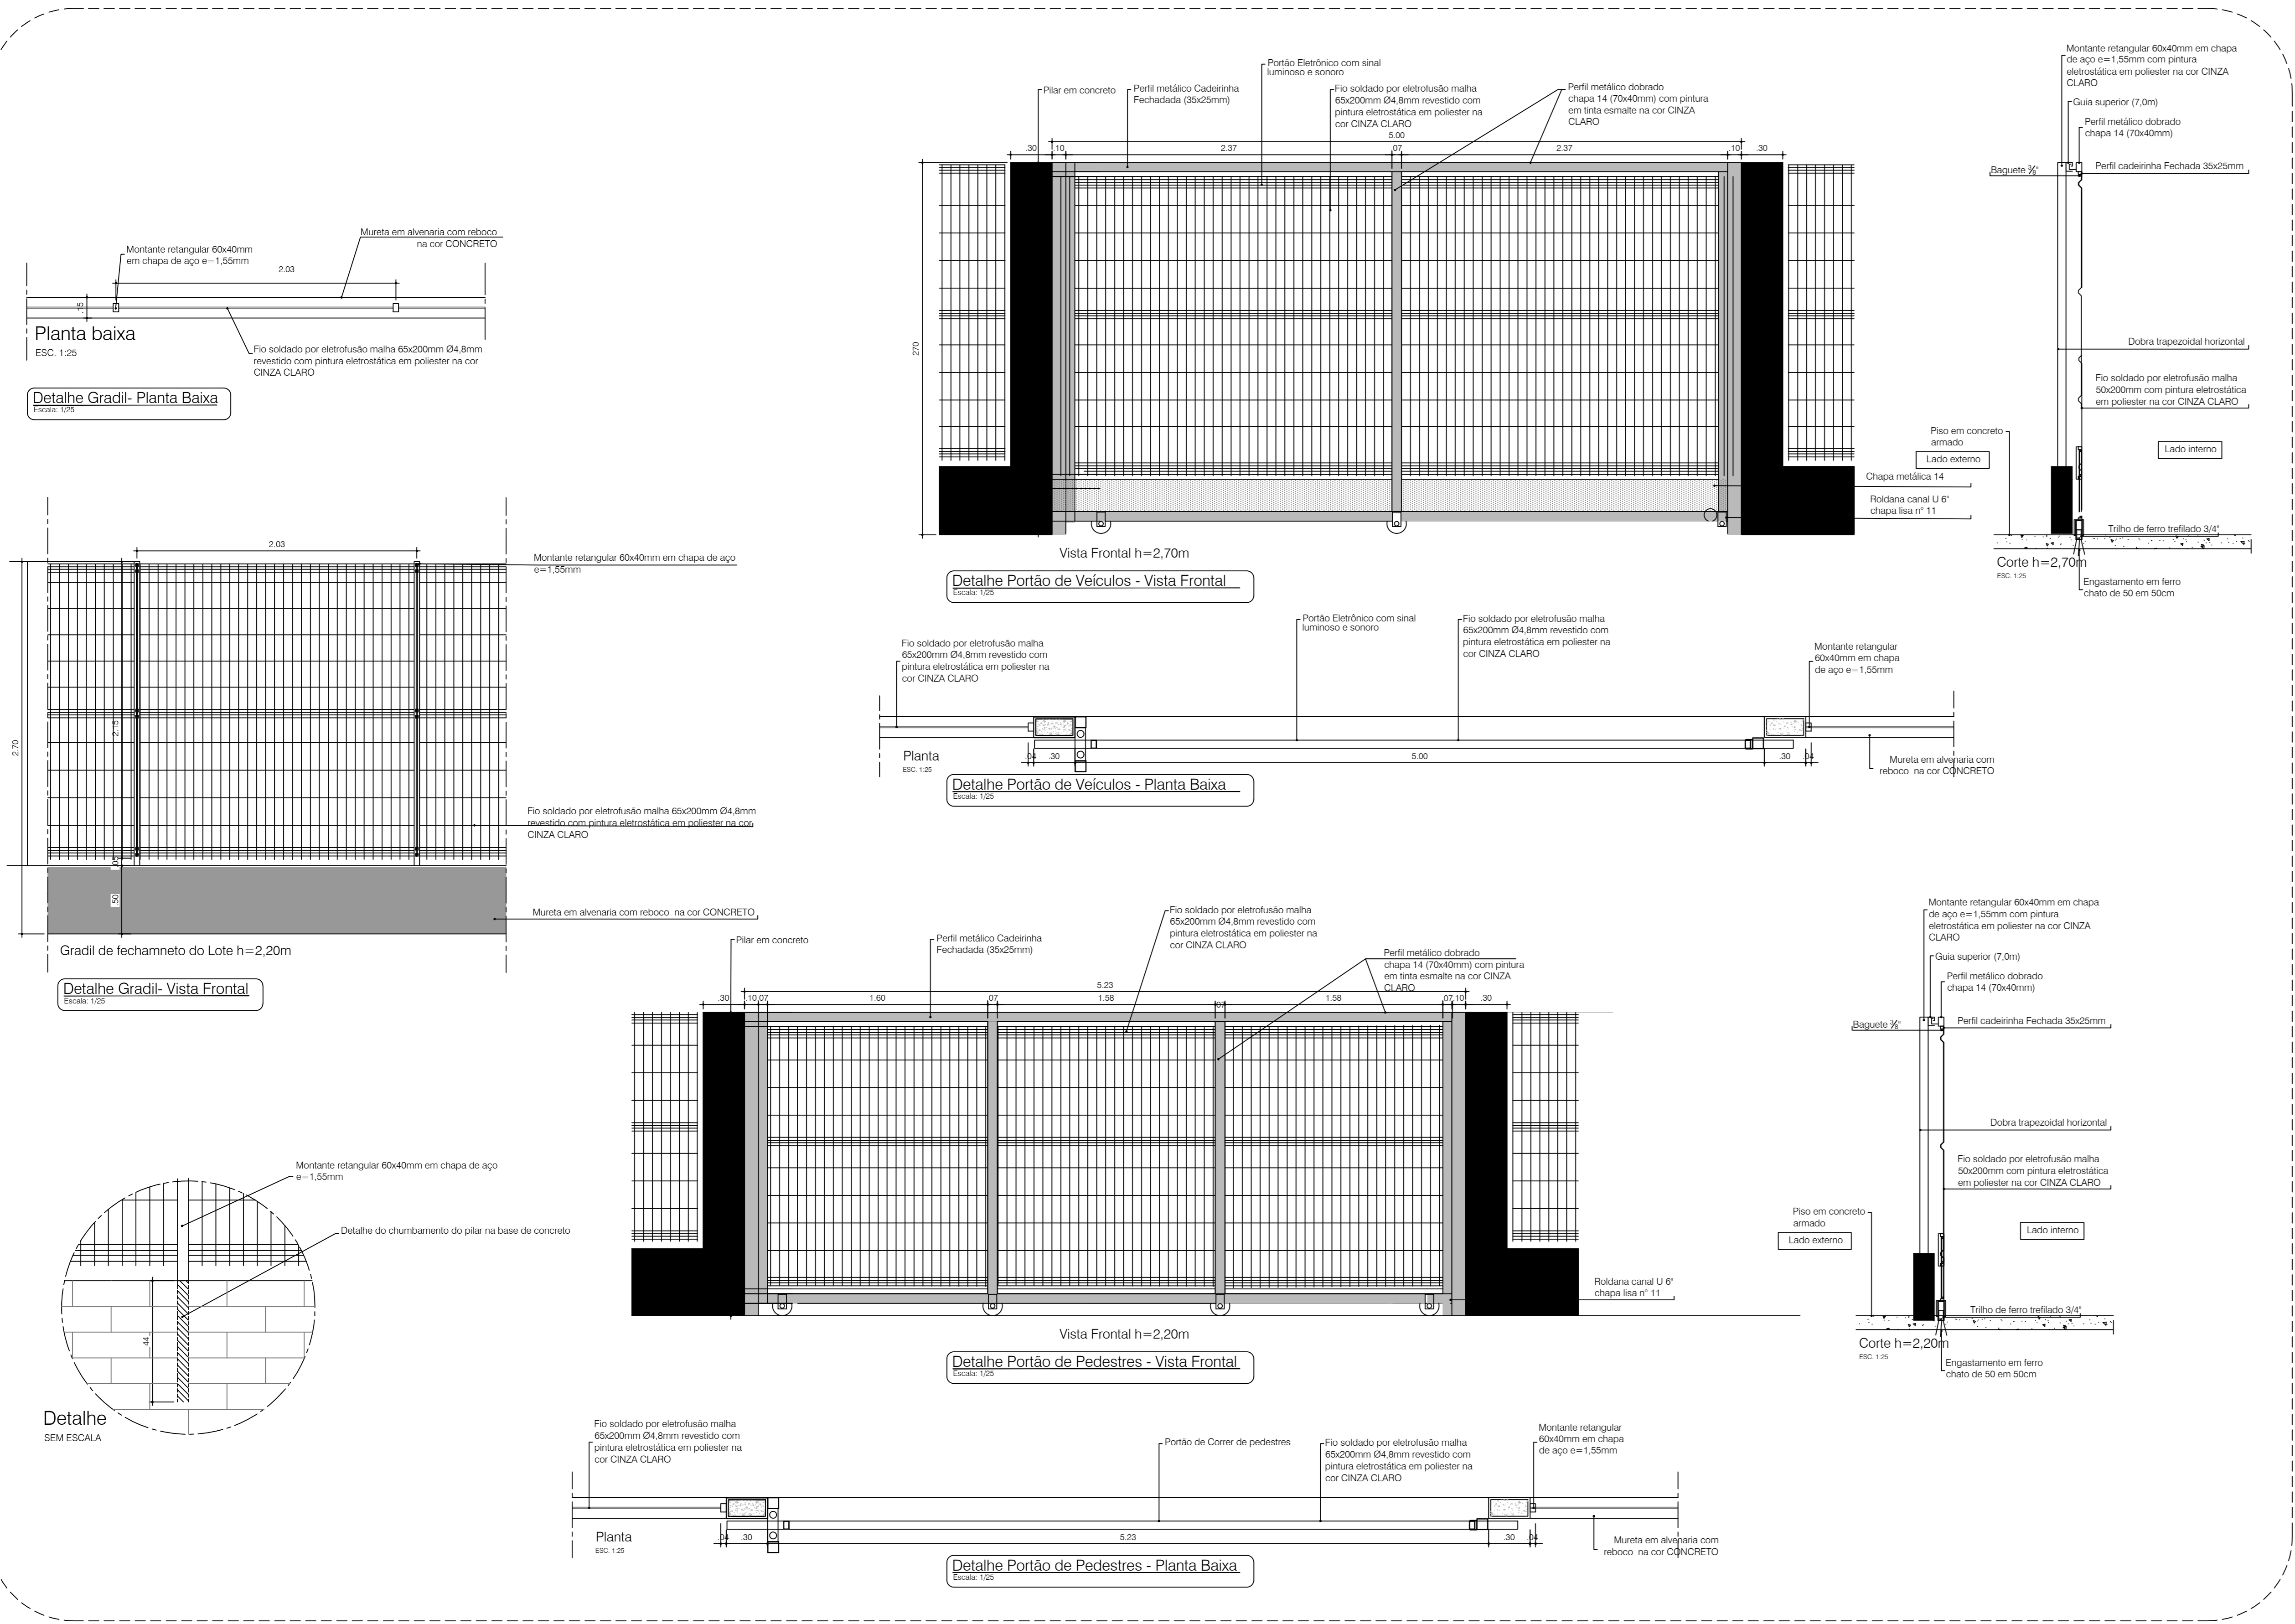 Montante retangular 60x40mm
em chapa de aço e=1,55mm
Mureta em alvenaria com reboco
na cor CONCRETO
2.03
.15
Planta baixa
ESC. 1:25
Fio soldado por eletrofusão malha 65x200mm Ø4,8mm
revestido com pintura eletrostática em poliester na cor
CINZA CLARO
Detalhe Gradil- Planta Baixa
Escala: 1/25
2.03
Montante retangular 60x40mm em chapa de aço
e=1,55mm
2.70
2.15
.05
.50
Fio soldado por eletrofusão malha 65x200mm Ø4,8mm
revestido com pintura eletrostática em poliester na cor
CINZA CLARO
Mureta em alvenaria com reboco na cor CONCRETO
Gradil de fechamneto do Lote h=2,20m
Detalhe Gradil- Vista Frontal
Escala: 1/25
Montante retangular 60x40mm em chapa de aço
e=1,55mm
Detalhe do chumbamento do pilar na base de concreto
.44
Detalhe
SEM ESCALA
Pilar em concreto
Perfil metálico Cadeirinha
Fechadada (35x25mm)
Portão Eletrônico com sinal
luminoso e sonoro
Fio soldado por eletrofusão malha
65x200mm Ø4,8mm revestido com
pintura eletrostática em poliester na
cor CINZA CLARO
Perfil metálico dobrado
chapa 14 (70x40mm) com pintura
em tinta esmalte na cor CINZA
CLARO
5.00
.30
.10
2.37
.07
2.37
.10
.30
270
Chapa metálica 14
Roldana canal U 6"
chapa lisa n° 11
Vista Frontal h=2,70m
Detalhe Portão de Veículos - Vista Frontal
Escala: 1/25
Montante retangular 60x40mm em chapa
de aço e=1,55mm com pintura
eletrostática em poliester na cor CINZA
CLARO
Guia superior (7,0m)
Perfil metálico dobrado
chapa 14 (70x40mm)
Baguete ⅜"
Perfil cadeirinha Fechada 35x25mm
Dobra trapezoidal horizontal
Fio soldado por eletrofusão malha
50x200mm com pintura eletrostática
em poliester na cor CINZA CLARO
Piso em concreto
armado
Lado externo
Lado interno
Trilho de ferro trefilado 3/4"
Corte h=2,70m
ESC. 1:25
Engastamento em ferro
chato de 50 em 50cm
Fio soldado por eletrofusão malha
65x200mm Ø4,8mm revestido com
pintura eletrostática em poliester na
cor CINZA CLARO
Portão Eletrônico com sinal
luminoso e sonoro
Fio soldado por eletrofusão malha
65x200mm Ø4,8mm revestido com
pintura eletrostática em poliester na
cor CINZA CLARO
Montante retangular
60x40mm em chapa
de aço e=1,55mm
Planta
ESC. 1:25
.04
.30
5.00
.30
.04
Mureta em alvenaria com
reboco na cor CONCRETO
Detalhe Portão de Veículos - Planta Baixa
Escala: 1/25
Pilar em concreto
Perfil metálico Cadeirinha
Fechadada (35x25mm)
Fio soldado por eletrofusão malha
65x200mm Ø4,8mm revestido com
pintura eletrostática em poliester na
cor CINZA CLARO
Perfil metálico dobrado
chapa 14 (70x40mm) com pintura
em tinta esmalte na cor CINZA
CLARO
5.23
.30
.10
.07
1.60
.07
1.58
.07
1.58
.07
.10
.30
Roldana canal U 6"
chapa lisa n° 11
Vista Frontal h=2,20m
Detalhe Portão de Pedestres - Vista Frontal
Escala: 1/25
Montante retangular 60x40mm em chapa
de aço e=1,55mm com pintura
eletrostática em poliester na cor CINZA
CLARO
Guia superior (7,0m)
Perfil metálico dobrado
chapa 14 (70x40mm)
Baguete ⅜"
Perfil cadeirinha Fechada 35x25mm
Dobra trapezoidal horizontal
Fio soldado por eletrofusão malha
50x200mm com pintura eletrostática
em poliester na cor CINZA CLARO
Piso em concreto
armado
Lado externo
Lado interno
Trilho de ferro trefilado 3/4"
Corte h=2,20m
ESC. 1:25
Engastamento em ferro
chato de 50 em 50cm
Fio soldado por eletrofusão malha
65x200mm Ø4,8mm revestido com
pintura eletrostática em poliester na
cor CINZA CLARO
Portão de Correr de pedestres
Fio soldado por eletrofusão malha
65x200mm Ø4,8mm revestido com
pintura eletrostática em poliester na
cor CINZA CLARO
Montante retangular
60x40mm em chapa
de aço e=1,55mm
Planta
ESC. 1:25
.04
.30
5.23
.30
.04
Mureta em alvenaria com
reboco na cor CONCRETO
Detalhe Portão de Pedestres - Planta Baixa
Escala: 1/25